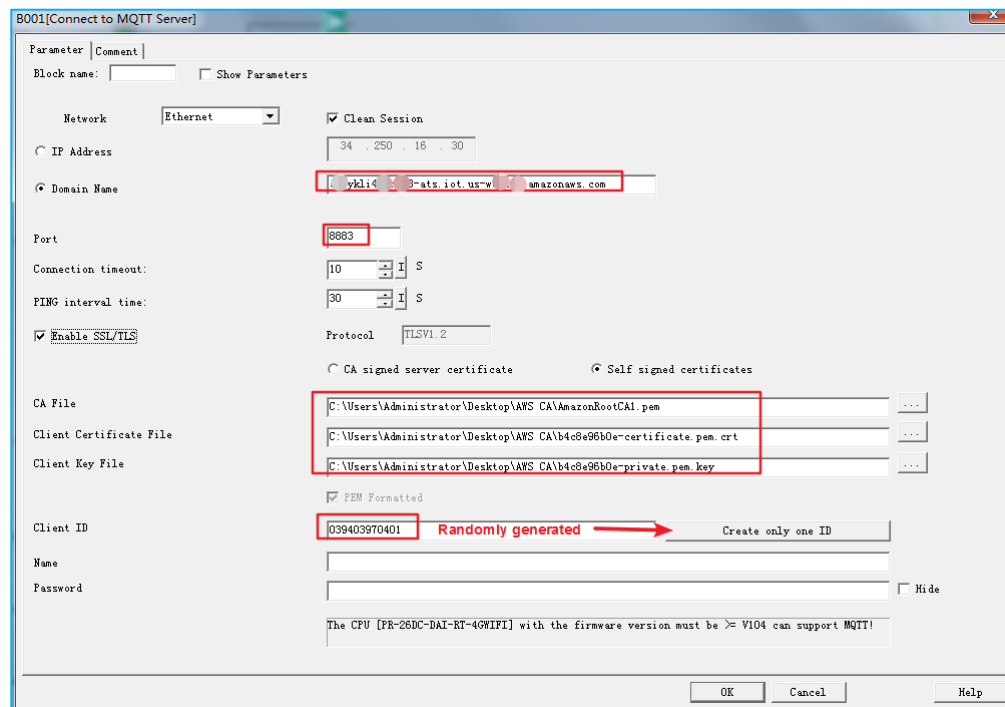 B001[Connect to MQTT Server]
Parameter Comment
Block name: Show Parameters
Network Ethernet Clean Session
IP Address 34 . 250 . 16 . 30
Domain Name -ats.iot.us-w amazonaws.com
Port 8883
Connection timeout: 10 I S
PING interval time: 30 I S
Enable SSL/TLS Protocol TLSV1.2
CA signed server certificate Self signed certificates
CA File C:\Users\Administrator\Desktop\AWS CA\AmazonRootCA1.pem ...
Client Certificate File C:\Users\Administrator\Desktop\AWS CA\b4c8e96b0e-certificate.pem.crt ...
Client Key File C:\Users\Administrator\Desktop\AWS CA\b4c8e96b0e-private.pem.key ...
PEM Formatted
Client ID 039403970401 Randomly generated Create only one ID
Name
Password Hide
The CPU [PR-26DC-DAI-RT-4GWIFI] with the firmware version must be >= V104 can support MQTT!
OK Cancel Help